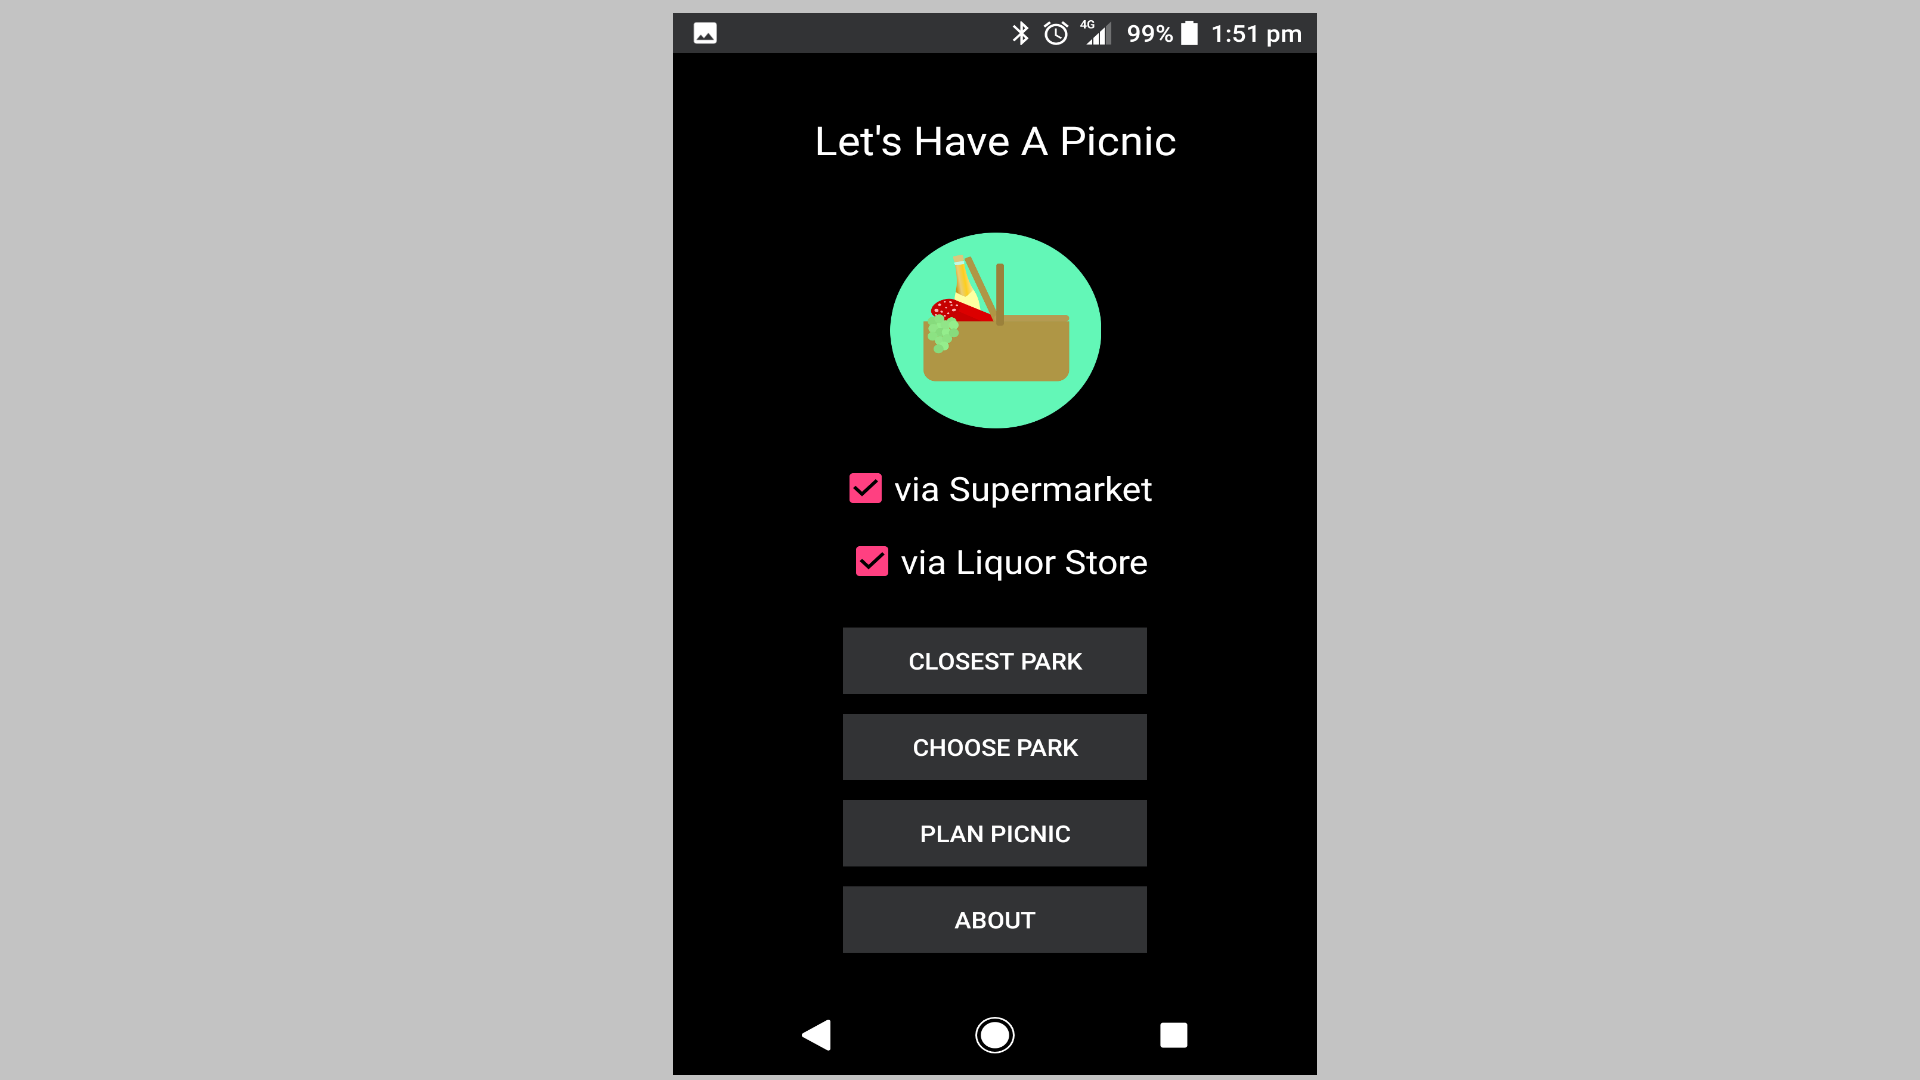 4G 99% 1:51 pm
Let's Have A Picnic
via Supermarket
via Liquor Store
CLOSEST PARK
CHOOSE PARK
PLAN PICNIC
ABOUT